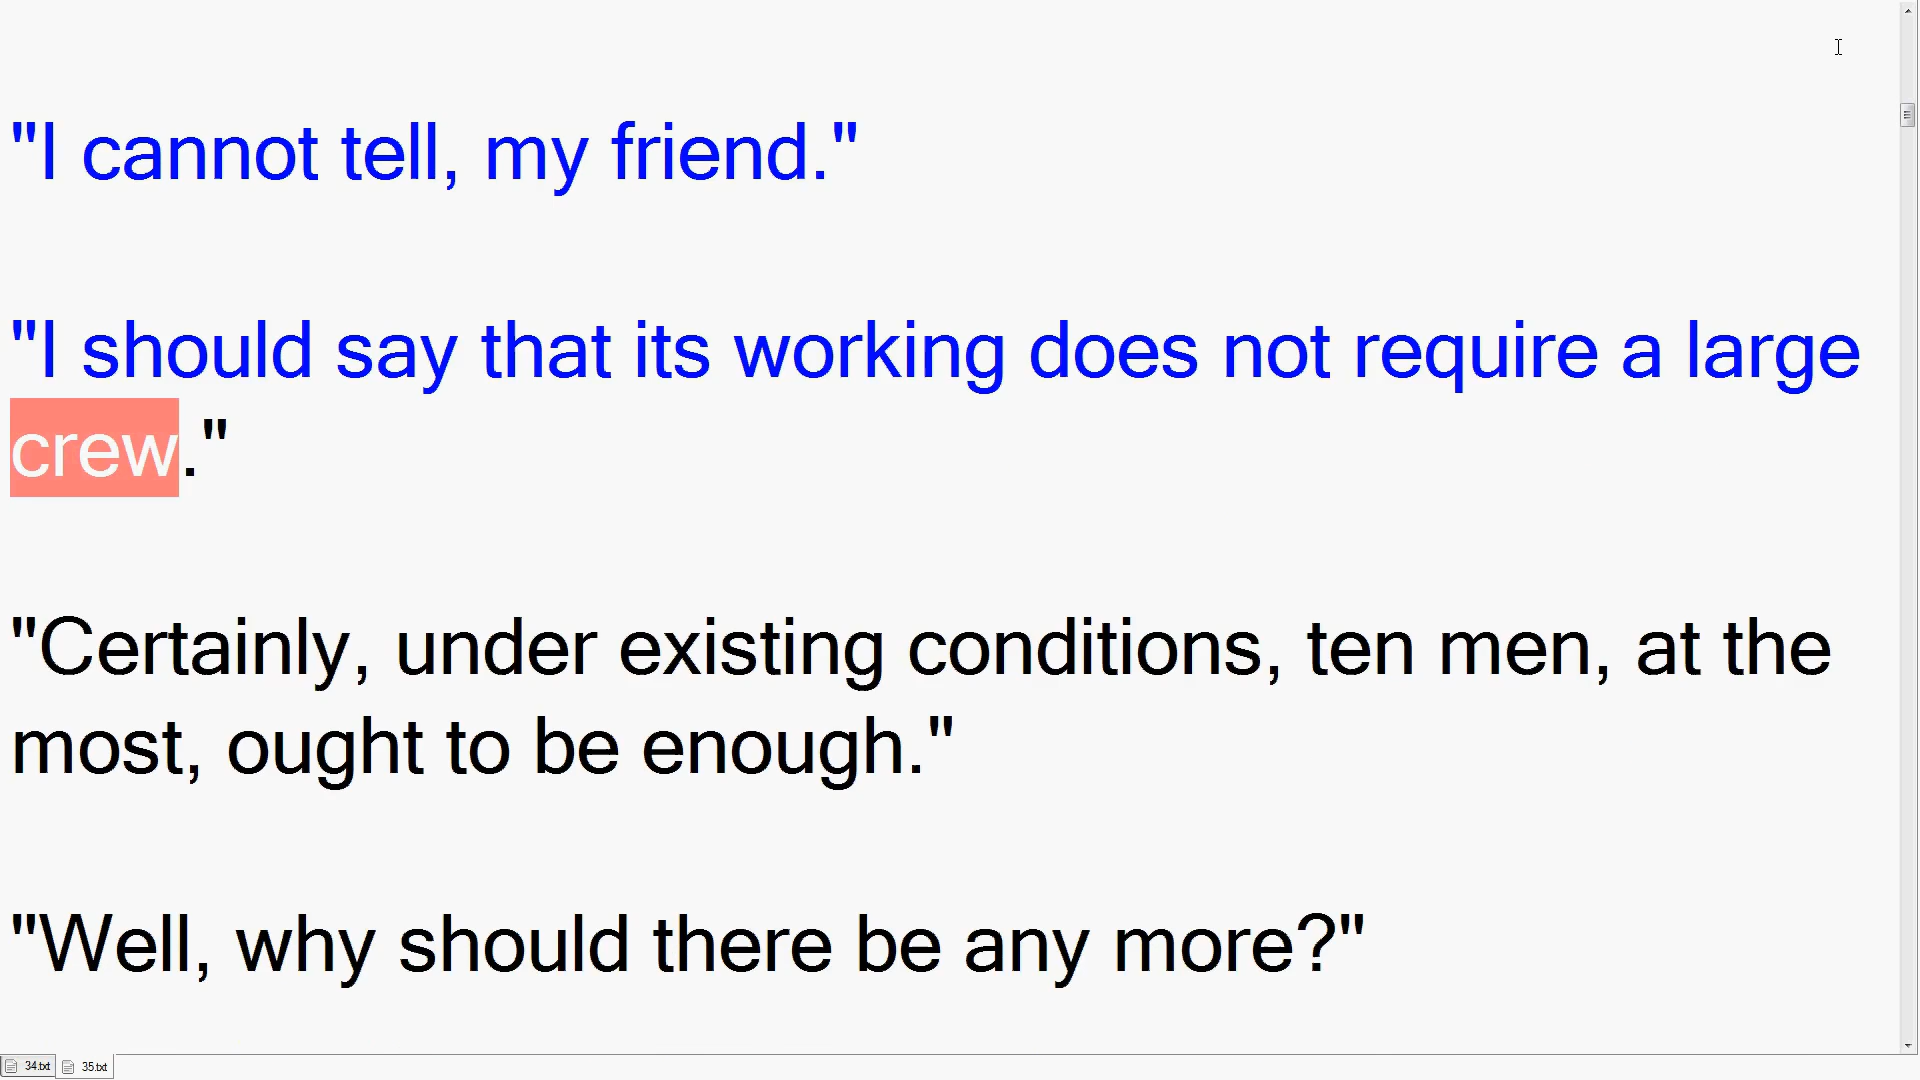 "I cannot tell, my friend."
"I should say that its working does not require a large
crew."
"Certainly, under existing conditions, ten men, at the
most, ought to be enough."
"Well, why should there be any more?"
34.txt 35.txt